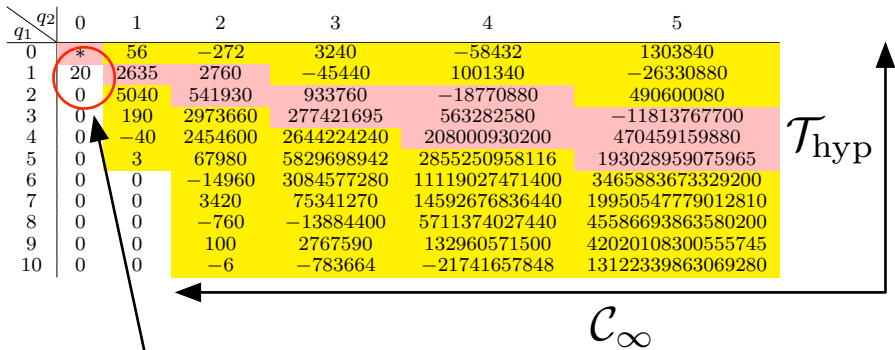 q₁ q₂ 0 1 2 3 4 5
0 * 56 −272 3240 −58432 1303840
1 20 2635 2760 −45440 1001340 −26330880
2 0 5040 541930 933760 −18770880 490600080
3 0 190 2973660 277421695 563282580 −11813767700
4 0 −40 2454600 2644224240 208000930200 470459159880
5 0 3 67980 5829698942 2855250958116 193028959075965
6 0 0 −14960 3084577280 11119027471400 3465883673329200
7 0 0 3420 75341270 14592676836440 19950547779012810
8 0 0 −760 −13884400 5711374027440 45586693863580200
9 0 0 100 2767590 132960571500 42020108300555745
10 0 0 −6 −783664 −21741657848 13122339863069280
𝒯hyp
𝒞∞